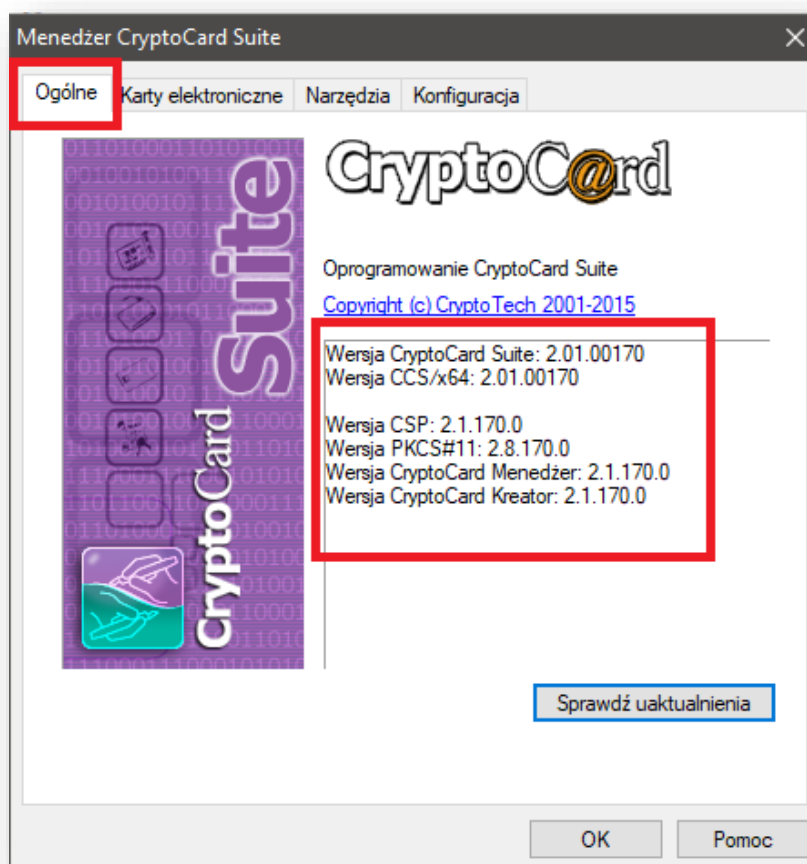 Menedżer CryptoCard Suite
Ogólne Karty elektroniczne Narzędzia Konfiguracja
CryptoCard Suite
CryptoC@rd
Oprogramowanie CryptoCard Suite
Copyright (c) CryptoTech 2001-2015
Wersja CryptoCard Suite: 2.01.00170
Wersja CCS/x64: 2.01.00170
Wersja CSP: 2.1.170.0
Wersja PKCS#11: 2.8.170.0
Wersja CryptoCard Menedżer: 2.1.170.0
Wersja CryptoCard Kreator: 2.1.170.0
Sprawdź uaktualnienia
OK Pomoc